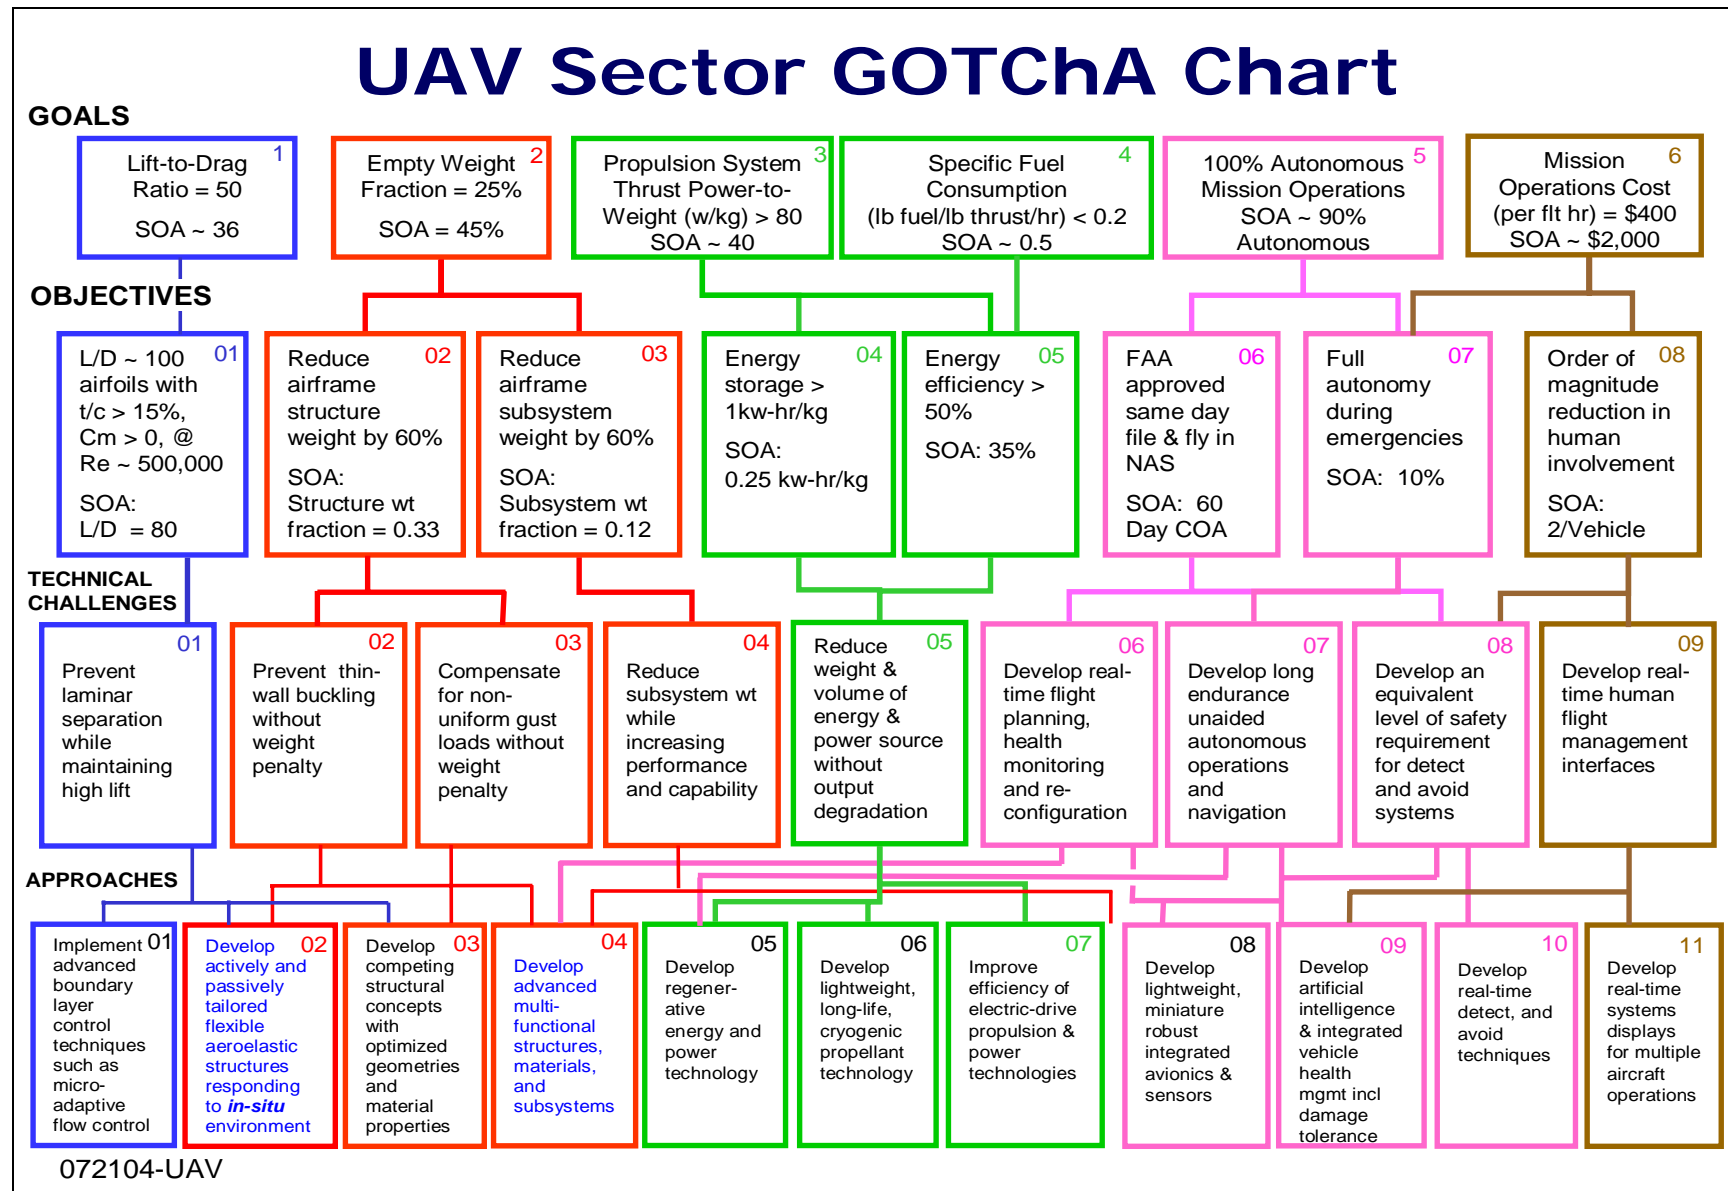 UAV Sector GOTChA Chart
GOALS
1
Lift-to-Drag
Ratio = 50
SOA ~ 36
2
Empty Weight
Fraction = 25%
SOA = 45%
3
Propulsion System
Thrust Power-to-
Weight (w/kg) > 80
SOA ~ 40
4
Specific Fuel
Consumption
(lb fuel/lb thrust/hr) < 0.2
SOA ~ 0.5
5
100% Autonomous
Mission Operations
SOA ~ 90%
Autonomous
6
Mission
Operations Cost
(per flt hr) = $400
SOA ~ $2,000
OBJECTIVES
01
L/D ~ 100
airfoils with
t/c > 15%,
Cm > 0, @
Re ~ 500,000
SOA:
L/D = 80
02
Reduce
airframe
structure
weight by 60%
SOA:
Structure wt
fraction = 0.33
03
Reduce
airframe
subsystem
weight by 60%
SOA:
Subsystem wt
fraction = 0.12
04
Energy
storage >
1kw-hr/kg
SOA:
0.25 kw-hr/kg
05
Energy
efficiency >
50%
SOA: 35%
06
FAA
approved
same day
file & fly in
NAS
SOA: 60
Day COA
07
Full
autonomy
during
emergencies
SOA: 10%
08
Order of
magnitude
reduction in
human
involvement
SOA:
2/Vehicle
TECHNICAL
CHALLENGES
01
Prevent
laminar
separation
while
maintaining
high lift
02
Prevent thin-
wall buckling
without
weight
penalty
03
Compensate
for non-
uniform gust
loads without
weight
penalty
04
Reduce
subsystem wt
while
increasing
performance
and capability
05
Reduce
weight &
volume of
energy &
power source
without
output
degradation
06
Develop real-
time flight
planning,
health
monitoring
and re-
configuration
07
Develop long
endurance
unaided
autonomous
operations
and
navigation
08
Develop an
equivalent
level of safety
requirement
for detect
and avoid
systems
09
Develop real-
time human
flight
management
interfaces
APPROACHES
01
Implement
advanced
boundary
layer
control
techniques
such as
micro-
adaptive
flow control
02
Develop
actively and
passively
tailored
flexible
aeroelastic
structures
responding
to in-situ
environment
03
Develop
competing
structural
concepts
with
optimized
geometries
and
material
properties
04
Develop
advanced
multi-
functional
structures,
materials,
and
subsystems
05
Develop
regener-
ative
energy and
power
technology
06
Develop
lightweight,
long-life,
cryogenic
propellant
technology
07
Improve
efficiency of
electric-drive
propulsion &
power
technologies
08
Develop
lightweight,
miniature
robust
integrated
avionics &
sensors
09
Develop
artificial
intelligence
& integrated
vehicle
health
mgmt incl
damage
tolerance
10
Develop
real-time
detect, and
avoid
techniques
11
Develop
real-time
systems
displays
for multiple
aircraft
operations
072104-UAV